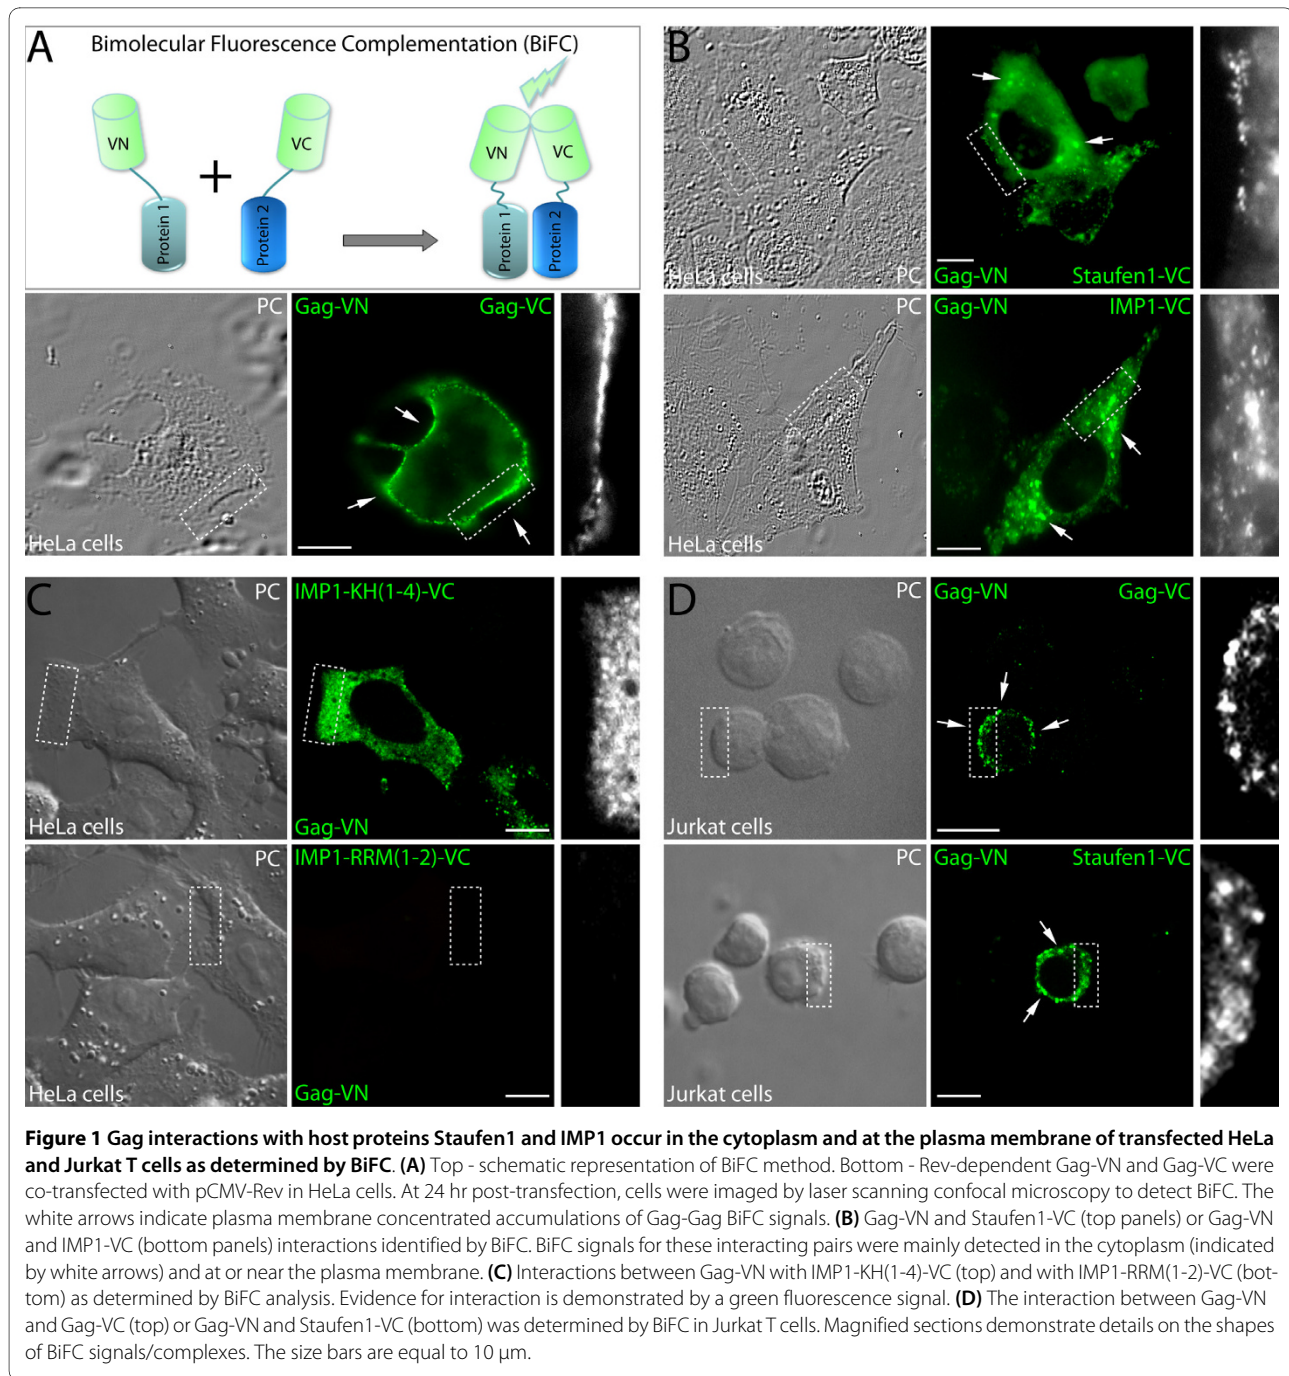 A
Bimolecular Fluorescence Complementation (BiFC)
VN
VC
+
Protein 1
Protein 2
VN
VC
Protein 1
Protein 2
PC
HeLa cells
Gag-VN Gag-VC
B
HeLa cells
PC
Gag-VN Staufen1-VC
PC
HeLa cells
Gag-VN IMP1-VC
C
PC
HeLa cells
IMP1-KH(1-4)-VC
Gag-VN
PC
HeLa cells
IMP1-RRM(1-2)-VC
Gag-VN
D
PC
Jurkat cells
Gag-VN Gag-VC
PC
Jurkat cells
Gag-VN Staufen1-VC
Figure 1 Gag interactions with host proteins Staufen1 and IMP1 occur in the cytoplasm and at the plasma membrane of transfected HeLa
and Jurkat T cells as determined by BiFC. (A) Top - schematic representation of BiFC method. Bottom - Rev-dependent Gag-VN and Gag-VC were
co-transfected with pCMV-Rev in HeLa cells. At 24 hr post-transfection, cells were imaged by laser scanning confocal microscopy to detect BiFC. The
white arrows indicate plasma membrane concentrated accumulations of Gag-Gag BiFC signals. (B) Gag-VN and Staufen1-VC (top panels) or Gag-VN
and IMP1-VC (bottom panels) interactions identified by BiFC. BiFC signals for these interacting pairs were mainly detected in the cytoplasm (indicated
by white arrows) and at or near the plasma membrane. (C) Interactions between Gag-VN with IMP1-KH(1-4)-VC (top) and with IMP1-RRM(1-2)-VC (bot-
tom) as determined by BiFC analysis. Evidence for interaction is demonstrated by a green fluorescence signal. (D) The interaction between Gag-VN
and Gag-VC (top) or Gag-VN and Staufen1-VC (bottom) was determined by BiFC in Jurkat T cells. Magnified sections demonstrate details on the shapes
of BiFC signals/complexes. The size bars are equal to 10 μm.